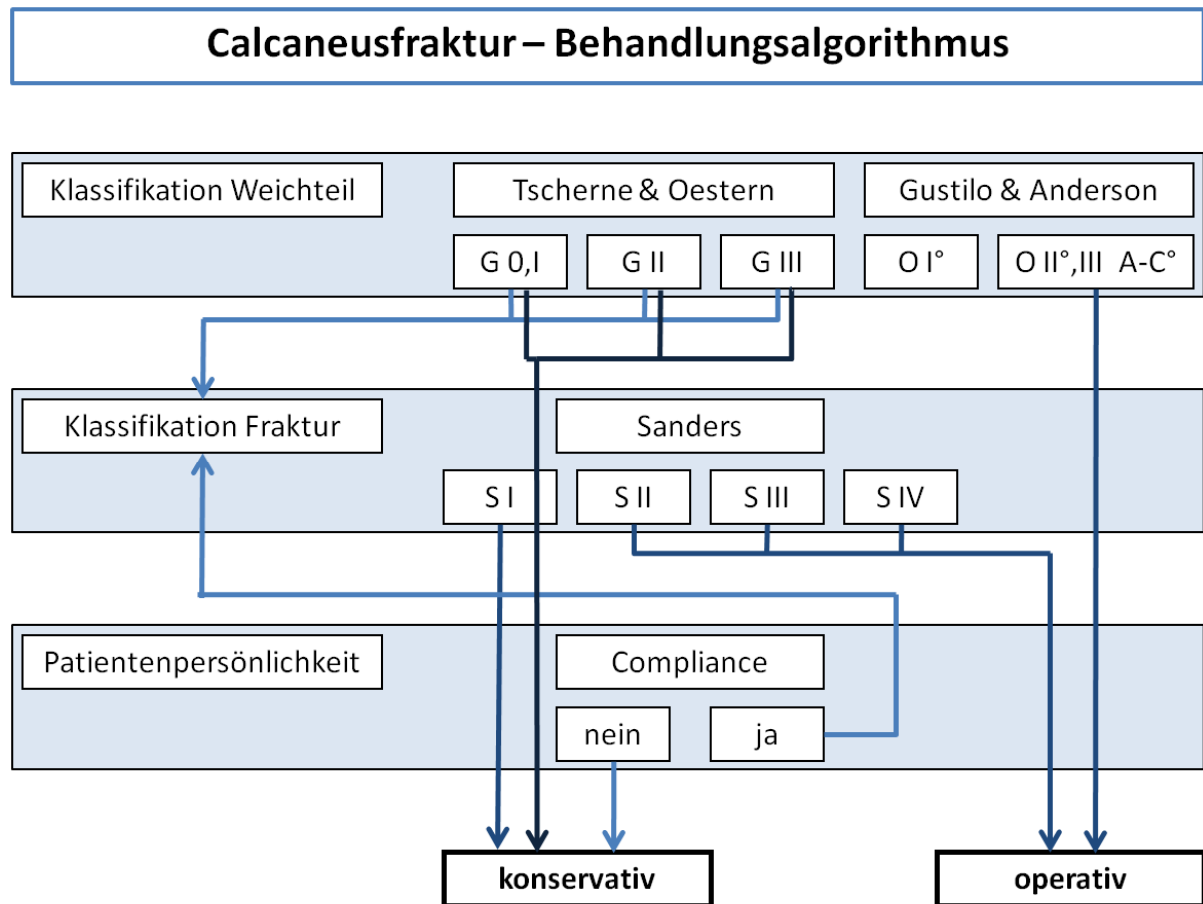 Calcaneusfraktur – Behandlungsalgorithmus
Klassifikation Weichteil
Tscherne & Oestern
Gustilo & Anderson
G 0,I
G II
G III
O I°
O II°,III A-C°
Klassifikation Fraktur
Sanders
S I
S II
S III
S IV
Patientenpersönlichkeit
Compliance
nein
ja
konservativ
operativ